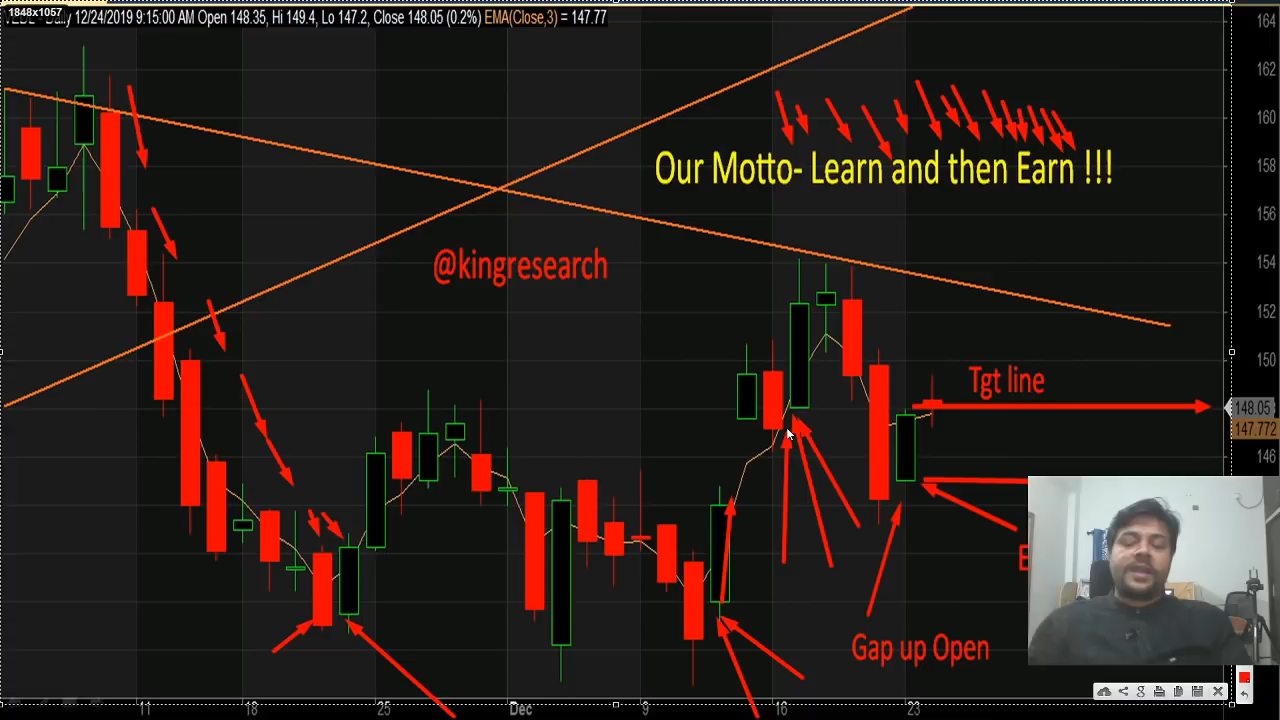 1848x1057
12/24/2019 9:15:00 AM Open 148.35, Hi 149.4, Lo 147.2, Close 148.05 (0.2%) EMA(Close,3) = 147.77
164
162
160
Our Motto- Learn and then Earn !!!
158
156
@kingresearch
154
152
150
Tgt line
148.05
147.772
146
E
Gap up Open
11
18
25
Dec
9
16
23